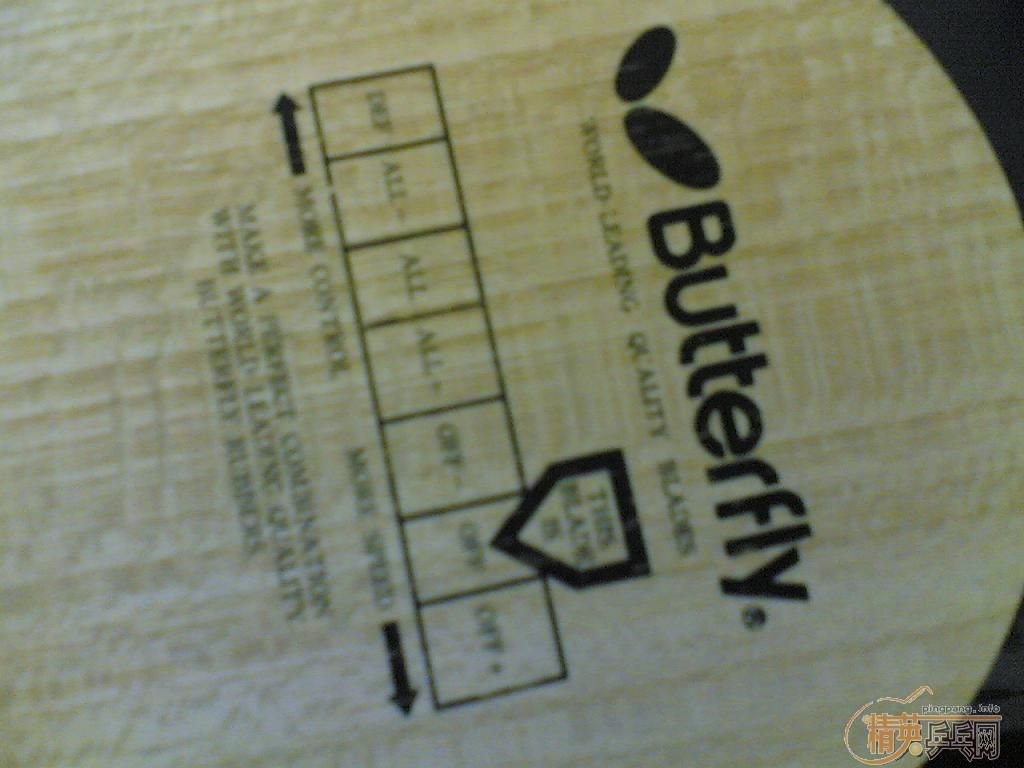 Butterfly®
WORLD-LEADING QUALITY BLADES
THIS
BLADE
IS
DEF ALL- ALL ALL+ OFF- OFF OFF+
MORE CONTROL MORE SPEED
MAKE A PERFECT COMBINATION
WITH WORLD-LEADING QUALITY
BUTTERFLY RUBBERS
pingpang.info
精英乒乓网